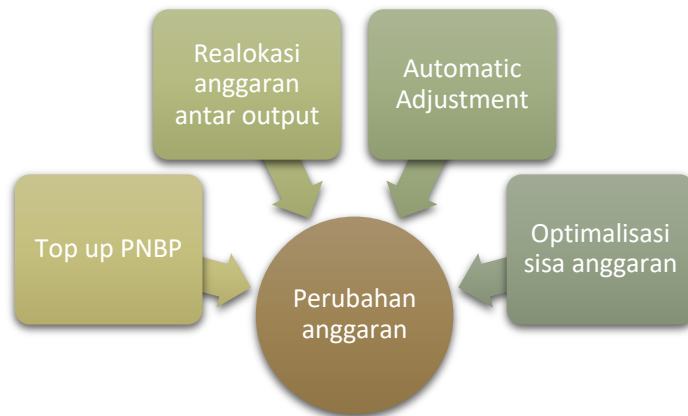 Realokasi
anggaran
antar output
Automatic
Adjustment
Top up PNBP
Optimalisasi
sisa anggaran
Perubahan
anggaran